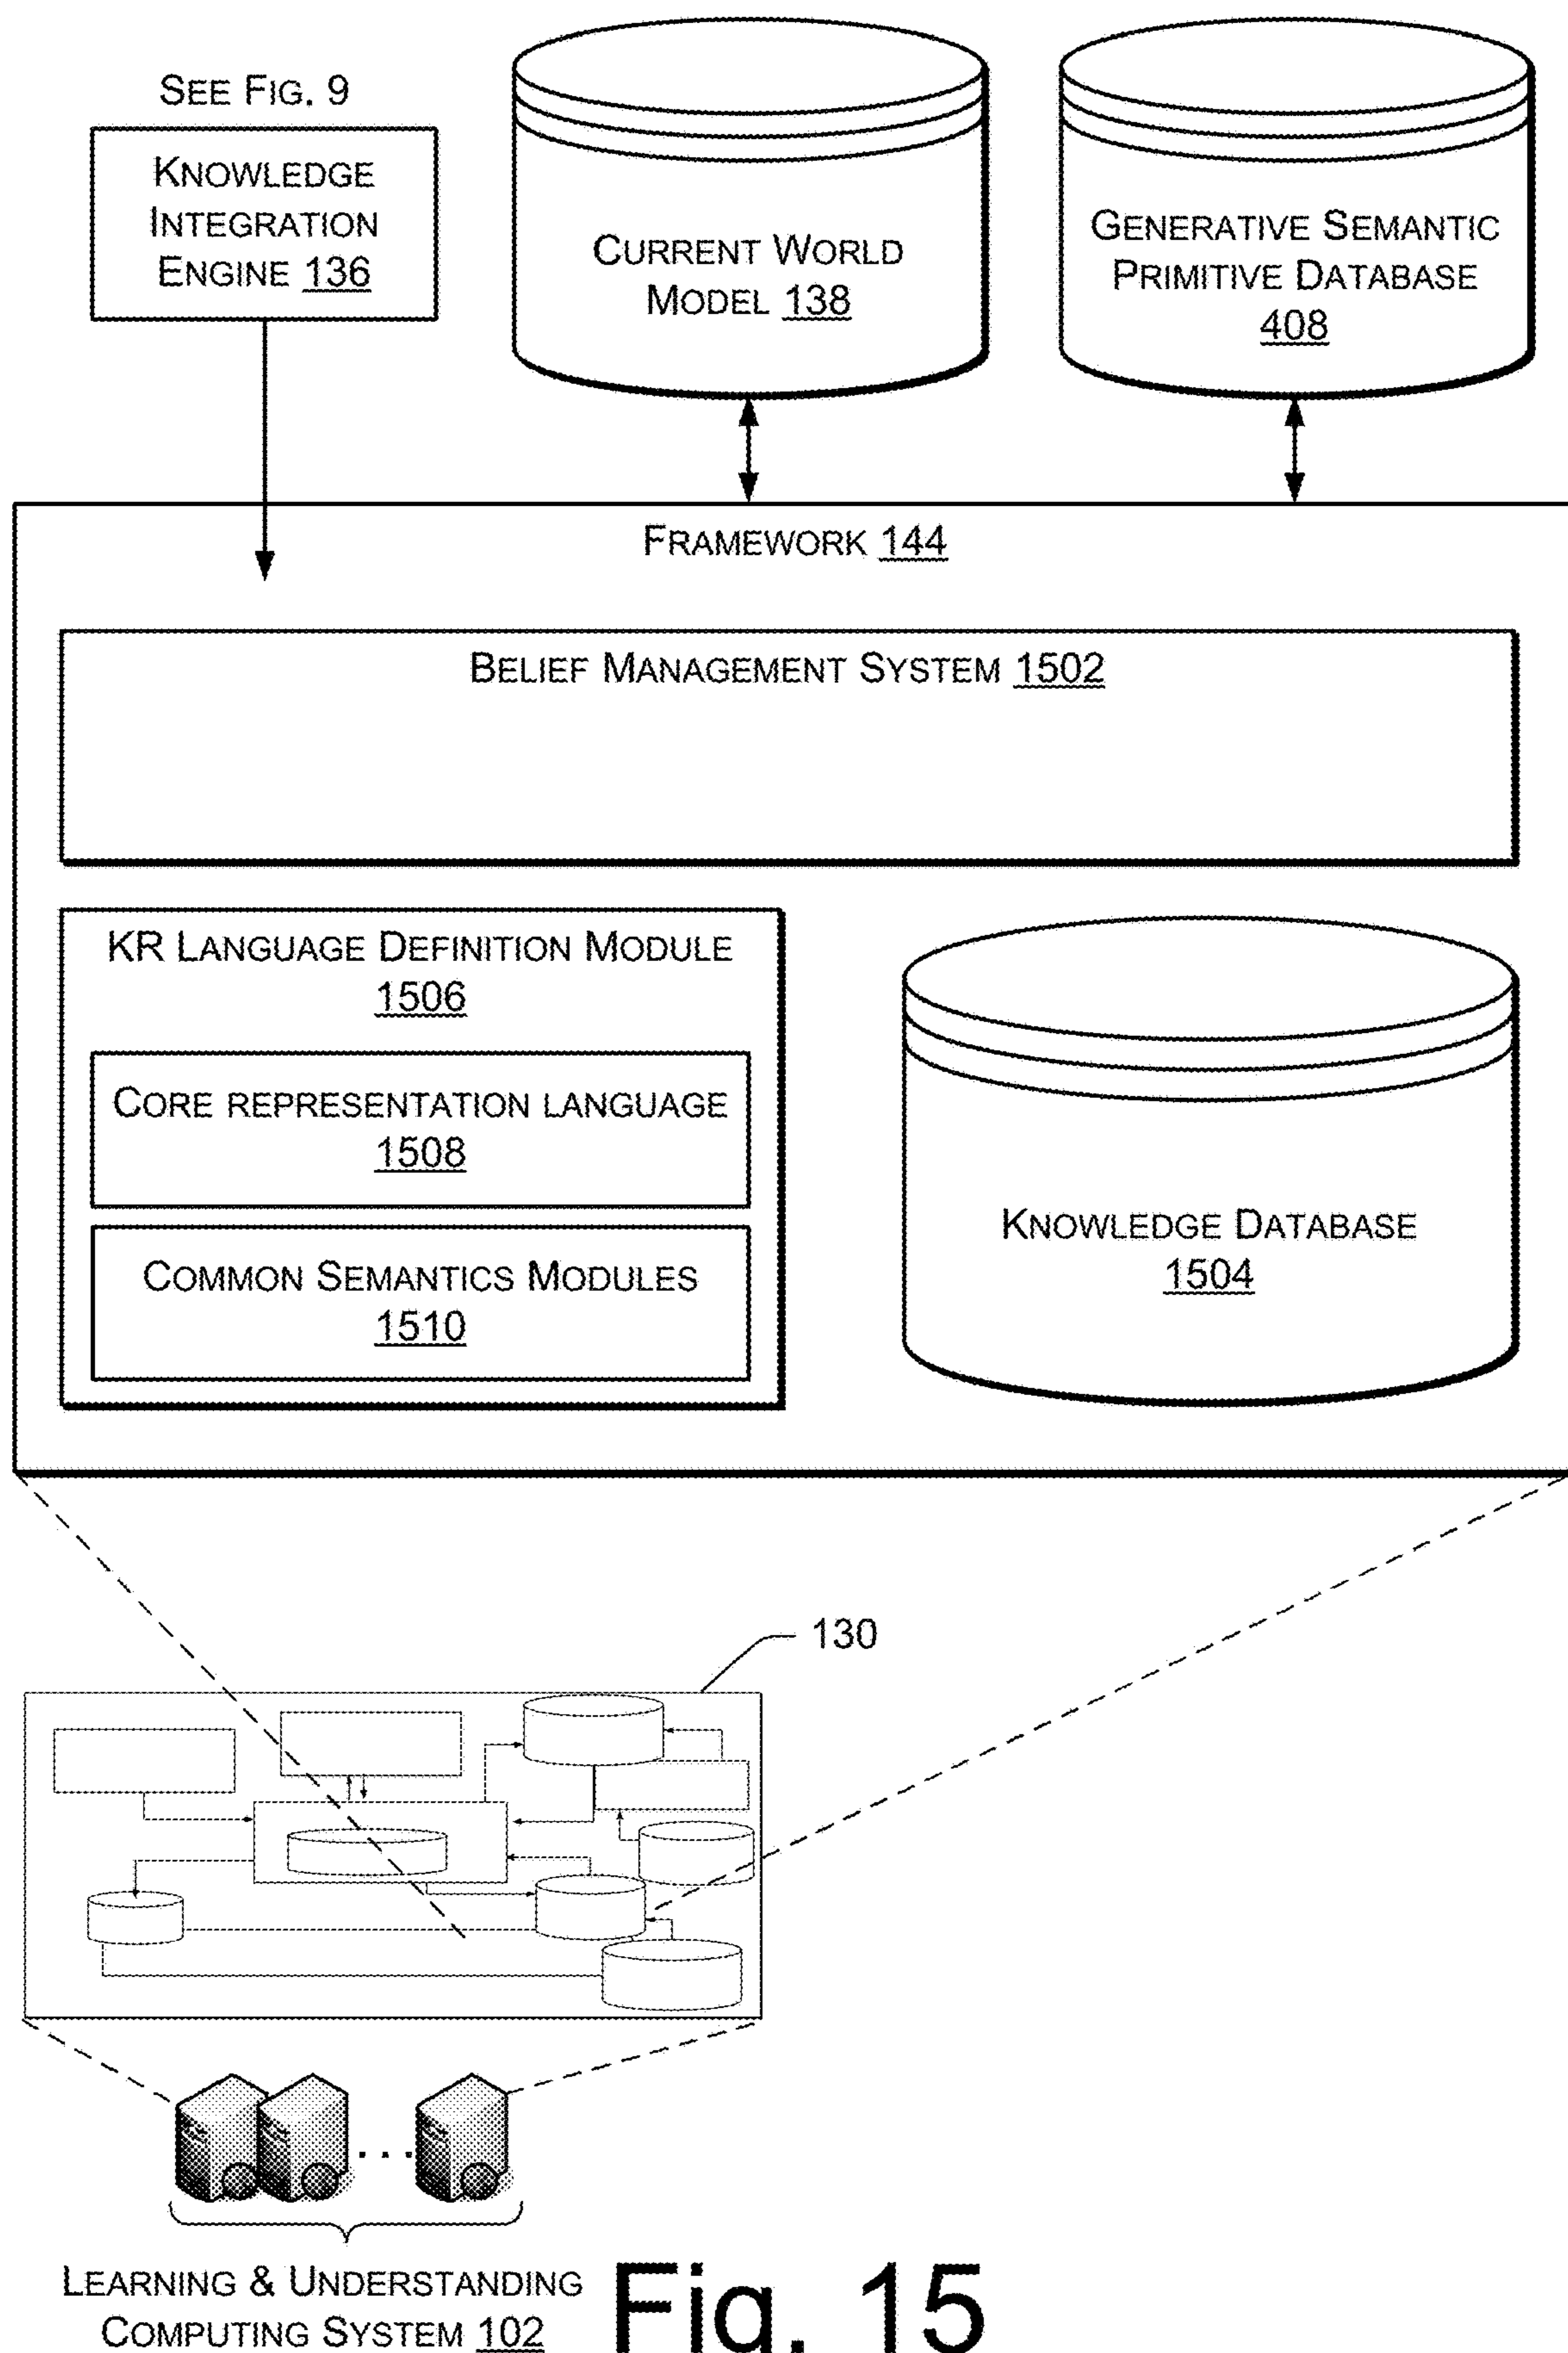 SEE FIG. 9
KNOWLEDGE
INTEGRATION
ENGINE 136
CURRENT WORLD
MODEL 138
GENERATIVE SEMANTIC
PRIMITIVE DATABASE
408
FRAMEWORK 144
BELIEF MANAGEMENT SYSTEM 1502
KR LANGUAGE DEFINITION MODULE
1506
CORE REPRESENTATION LANGUAGE
1508
COMMON SEMANTICS MODULES
1510
KNOWLEDGE DATABASE
1504
130
...
LEARNING & UNDERSTANDING
COMPUTING SYSTEM 102
Fig. 15